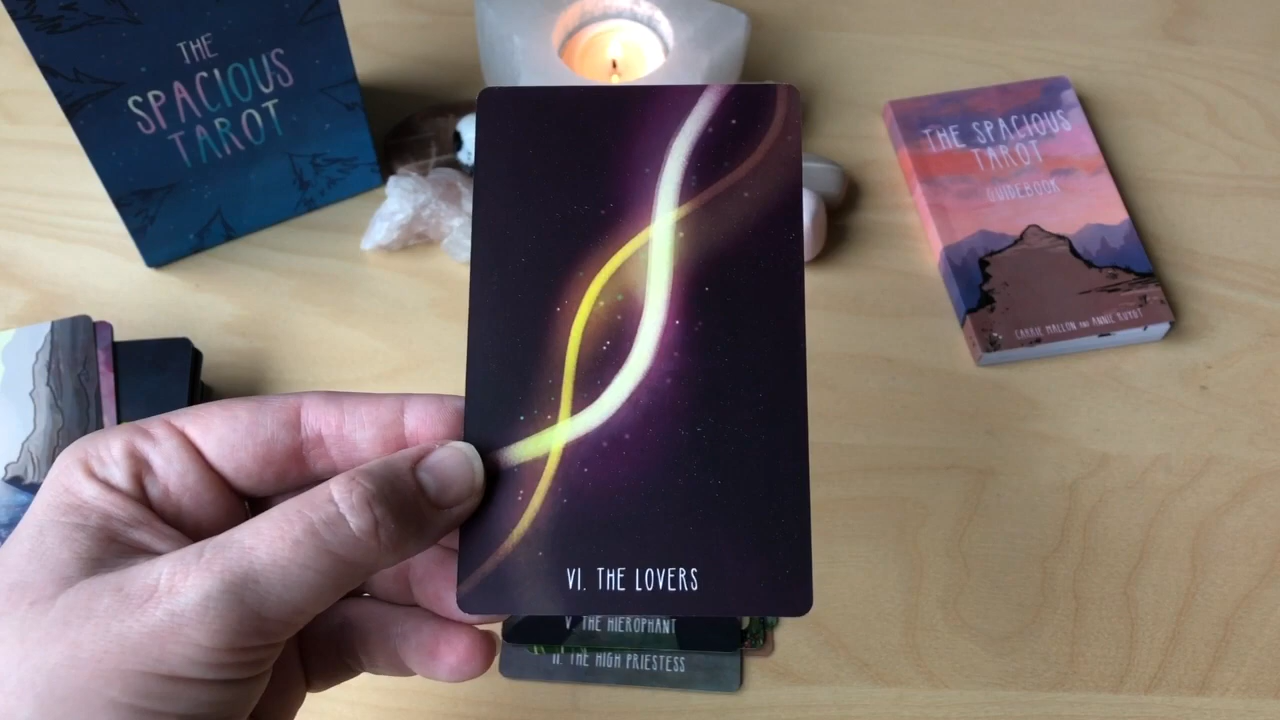 THE
SPACIOUS
TAROT
THE SPACIOUS
TAROT
GUIDEBOOK
CARRIE MALLON AND ANNIE RUYGT
VI. THE LOVERS
V. THE HIEROPHANT
II. THE HIGH PRIESTESS